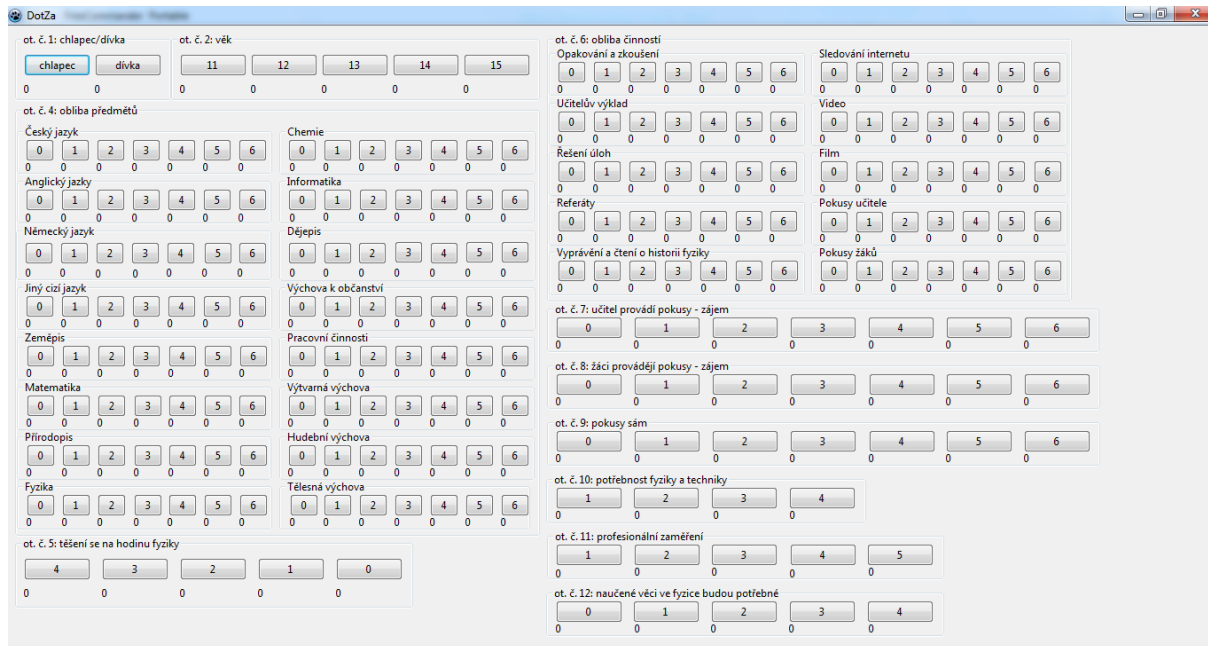 DotZa
ot. č. 1: chlapec/dívka
chlapec dívka
0 0
ot. č. 2: věk
11 12 13 14 15
0 0 0 0 0
ot. č. 4: obliba předmětů
Český jazyk
0 1 2 3 4 5 6
0 0 0 0 0 0 0
Anglický jazky
0 1 2 3 4 5 6
0 0 0 0 0 0 0
Německý jazyk
0 1 2 3 4 5 6
0 0 0 0 0 0 0
Jiný cizí jazyk
0 1 2 3 4 5 6
0 0 0 0 0 0 0
Zeměpis
0 1 2 3 4 5 6
0 0 0 0 0 0 0
Matematika
0 1 2 3 4 5 6
0 0 0 0 0 0 0
Přírodopis
0 1 2 3 4 5 6
0 0 0 0 0 0 0
Fyzika
0 1 2 3 4 5 6
0 0 0 0 0 0 0
Chemie
0 1 2 3 4 5 6
0 0 0 0 0 0 0
Informatika
0 1 2 3 4 5 6
0 0 0 0 0 0 0
Dějepis
0 1 2 3 4 5 6
0 0 0 0 0 0 0
Výchova k občanství
0 1 2 3 4 5 6
0 0 0 0 0 0 0
Pracovní činnosti
0 1 2 3 4 5 6
0 0 0 0 0 0 0
Výtvarná výchova
0 1 2 3 4 5 6
0 0 0 0 0 0 0
Hudební výchova
0 1 2 3 4 5 6
0 0 0 0 0 0 0
Tělesná výchova
0 1 2 3 4 5 6
0 0 0 0 0 0 0
ot. č. 5: těšení se na hodinu fyziky
4 3 2 1 0
0 0 0 0 0
ot. č. 6: obliba činností
Opakování a zkoušení
0 1 2 3 4 5 6
0 0 0 0 0 0 0
Učitelův výklad
0 1 2 3 4 5 6
0 0 0 0 0 0 0
Řešení úloh
0 1 2 3 4 5 6
0 0 0 0 0 0 0
Referáty
0 1 2 3 4 5 6
0 0 0 0 0 0 0
Vyprávění a čtení o historii fyziky
0 1 2 3 4 5 6
0 0 0 0 0 0 0
Sledování internetu
0 1 2 3 4 5 6
0 0 0 0 0 0 0
Video
0 1 2 3 4 5 6
0 0 0 0 0 0 0
Film
0 1 2 3 4 5 6
0 0 0 0 0 0 0
Pokusy učitele
0 1 2 3 4 5 6
0 0 0 0 0 0 0
Pokusy žáků
0 1 2 3 4 5 6
0 0 0 0 0 0 0
ot. č. 7: učitel provádí pokusy - zájem
0 1 2 3 4 5 6
0 0 0 0 0 0 0
ot. č. 8: žáci provádějí pokusy - zájem
0 1 2 3 4 5 6
0 0 0 0 0 0 0
ot. č. 9: pokusy sám
0 1 2 3 4 5 6
0 0 0 0 0 0 0
ot. č. 10: potřebnost fyziky a techniky
1 2 3 4
0 0 0 0
ot. č. 11: profesionální zaměření
1 2 3 4 5
0 0 0 0 0
ot. č. 12: naučené věci ve fyzice budou potřebné
0 1 2 3 4
0 0 0 0 0